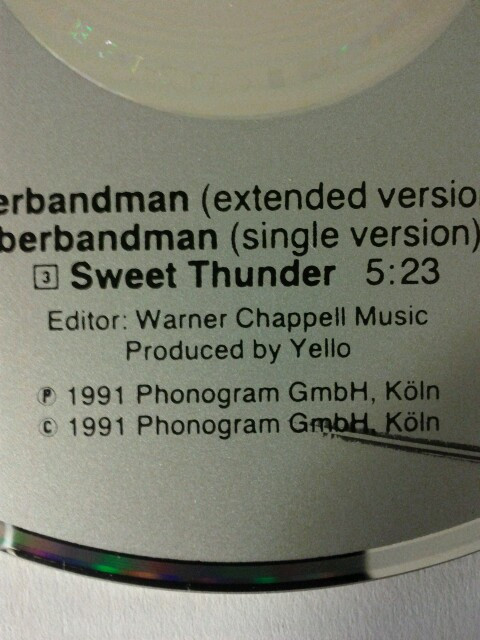 erbandman (extended versio
berbandman (single version)
3 Sweet Thunder 5:23
Editor: Warner Chappell Music
Produced by Yello
℗ 1991 Phonogram GmbH, Köln
© 1991 Phonogram GmbH, Köln